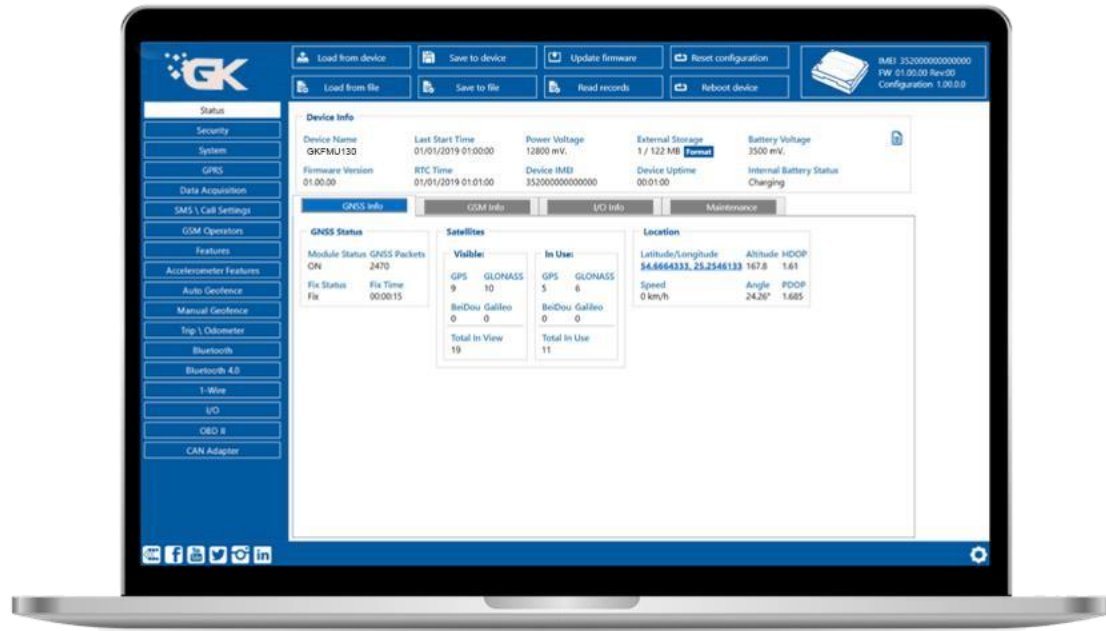 GK
Load from device
Save to device
Update firmware
Reset configuration
Load from file
Save to file
Read records
Reboot device
IMEI 352000000000000
FW 01.00.00 Rev:00
Configuration 1.00.0.0
Status
Security
System
GPRS
Data Acquisition
SMS \ Call Settings
GSM Operators
Features
Accelerometer Features
Auto Geofence
Manual Geofence
Trip \ Odometer
Bluetooth
Bluetooth 4.0
1-Wire
I/O
OBD II
CAN Adapter
Device Info
Device Name Last Start Time Power Voltage External Storage Battery Voltage
GKFMU130 01/01/2019 01:00:00 12800 mV. 1 / 122 MB Format 3500 mV.
Firmware Version RTC Time Device IMEI Device Uptime Internal Battery Status
01.00.00 01/01/2019 01:01:00 352000000000000 00:01:00 Charging
GNSS Info GSM Info I/O Info Maintenance
GNSS Status
Module Status GNSS Packets
ON 2470
Fix Status Fix Time
Fix 00:00:15
Satellites
Visible:
GPS GLONASS
9 10
BeiDou Galileo
0 0
Total In View
19
In Use:
GPS GLONASS
5 6
BeiDou Galileo
0 0
Total In Use
11
Location
Latitude/Longitude Altitude HDOP
54.6664333, 25.2546133 167.8 1.61
Speed Angle PDOP
0 km/h 24.26° 1.685
f
You
in